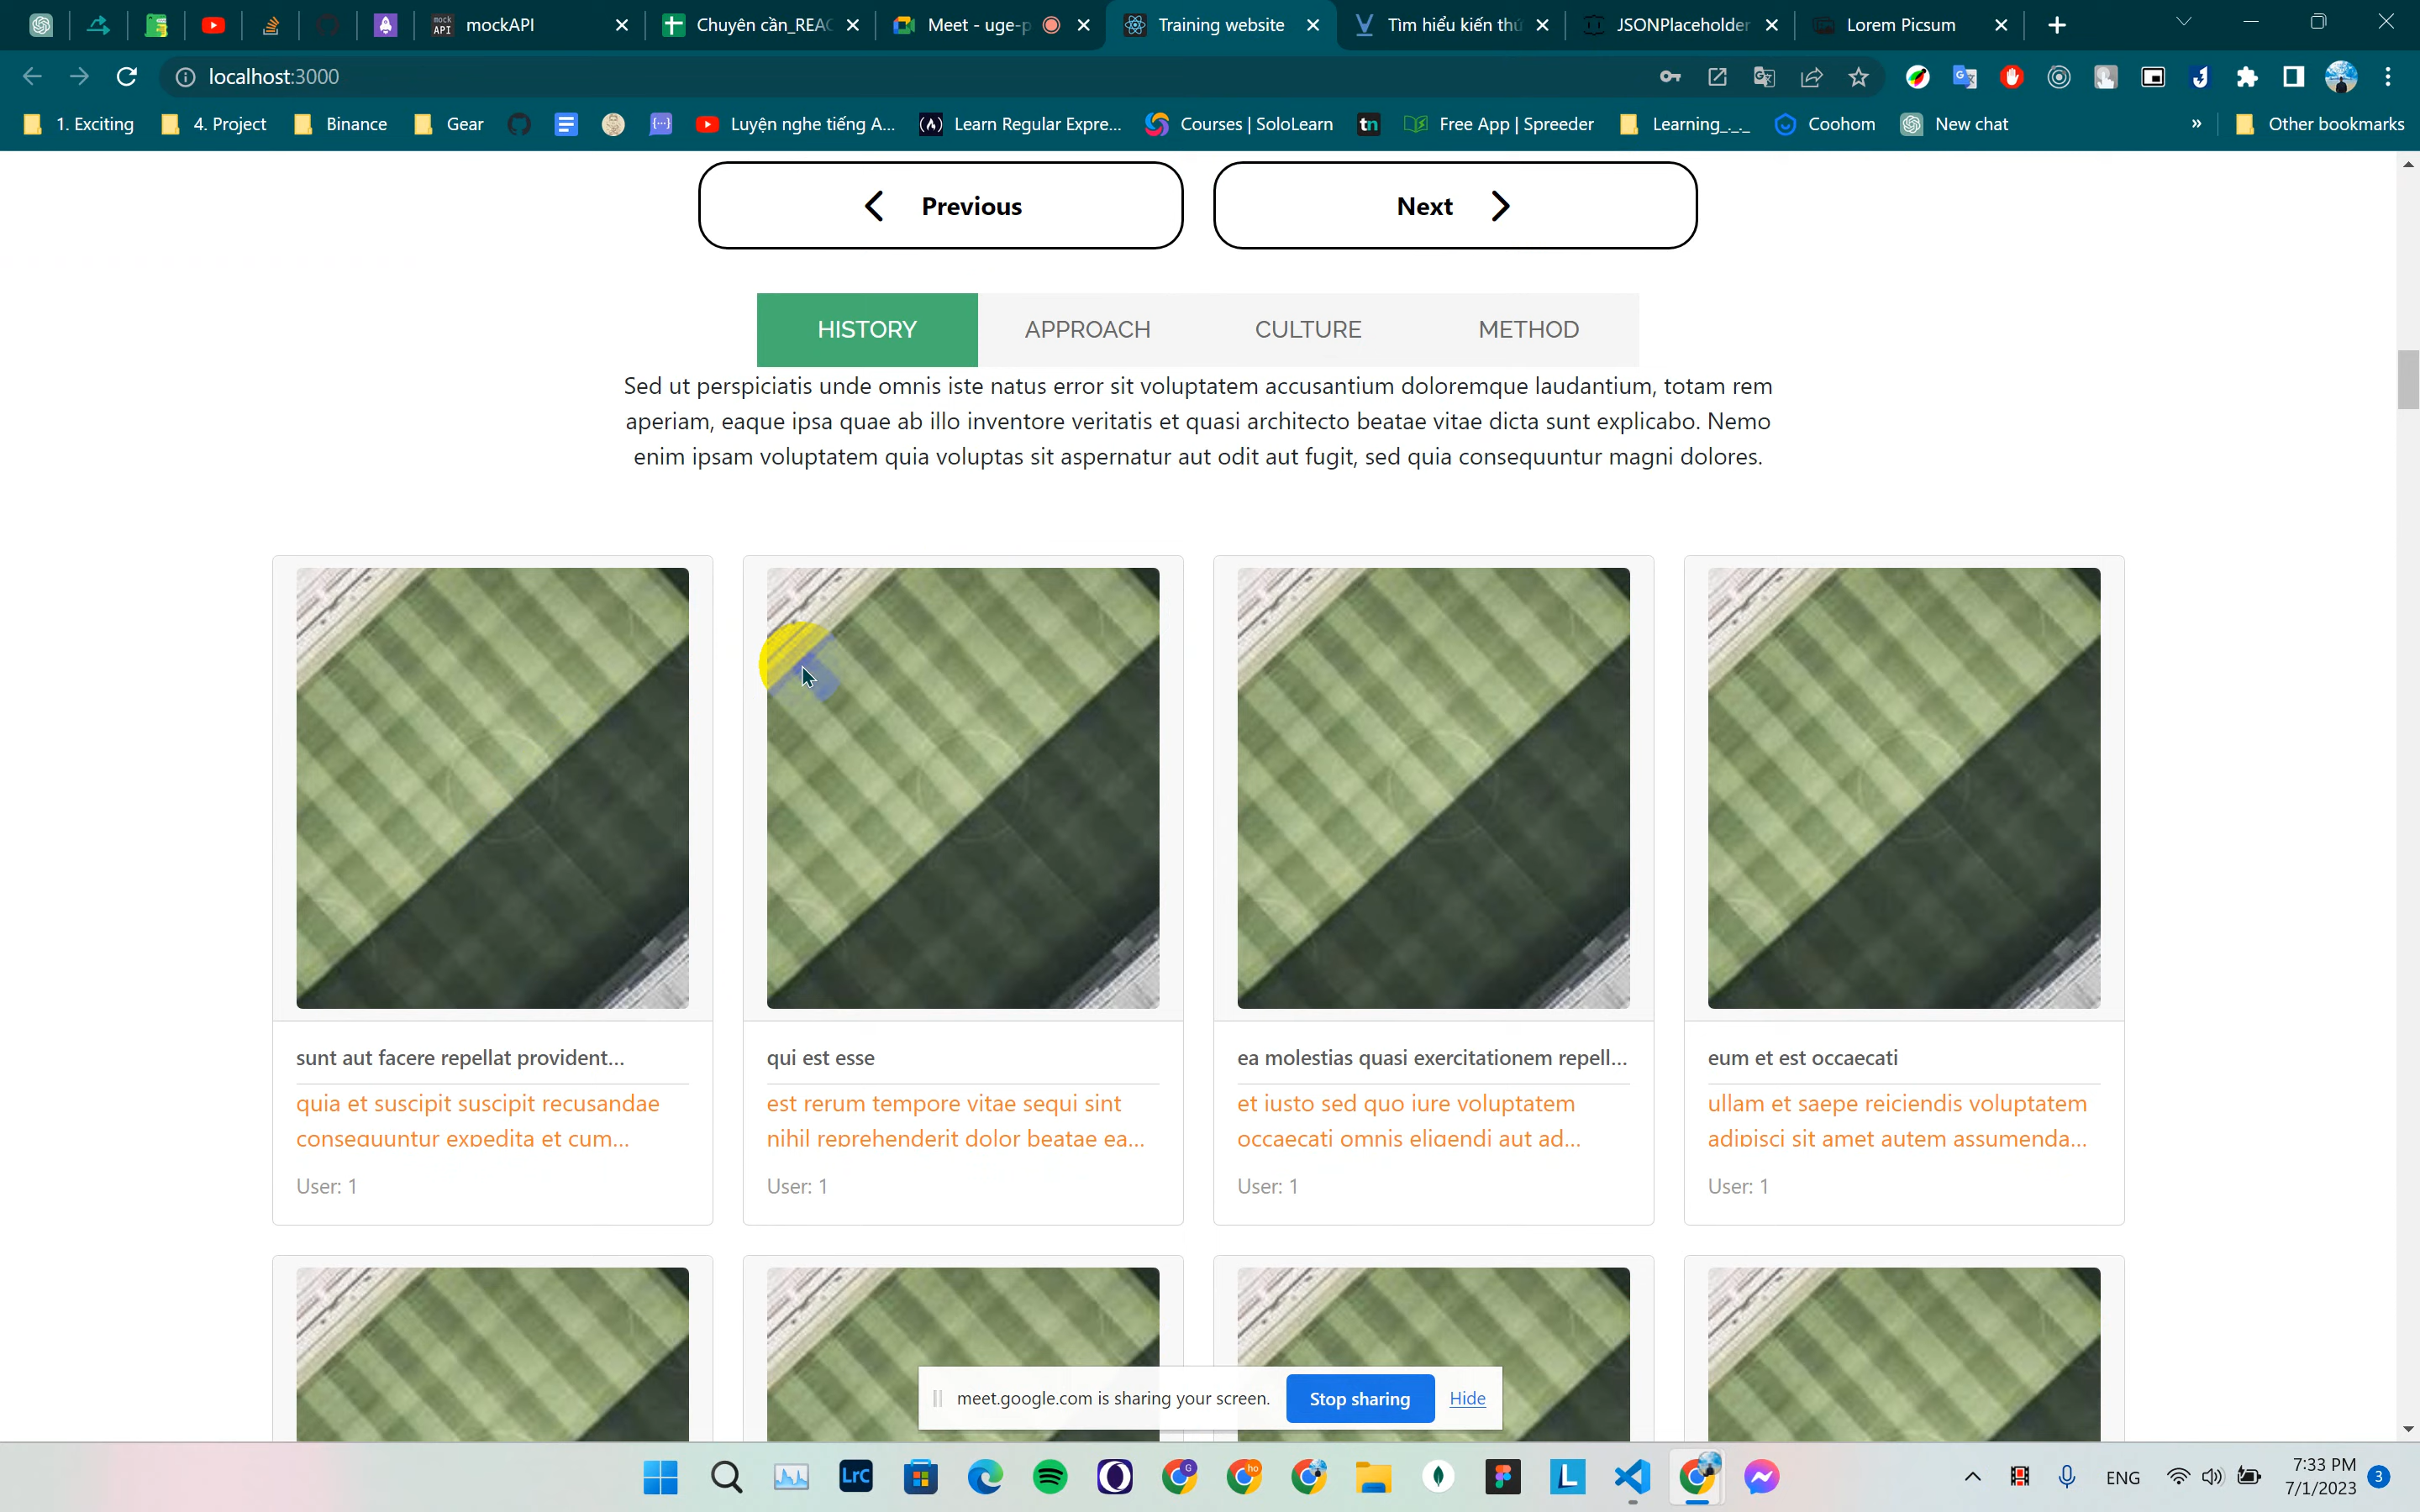 mock API
mockAPI
Chuyên cần_REAC
Meet - uge-p
Training website
Tìm hiểu kiến thứ
JSONPlaceholder
Lorem Picsum
localhost:3000
1. Exciting
4. Project
Binance
Gear
Luyện nghe tiếng A...
Learn Regular Expre...
Courses | SoloLearn
tn
Free App | Spreeder
Learning_._._
Coohom
New chat
»
Other bookmarks
Previous
Next
HISTORY
APPROACH
CULTURE
METHOD
Sed ut perspiciatis unde omnis iste natus error sit voluptatem accusantium doloremque laudantium, totam rem
aperiam, eaque ipsa quae ab illo inventore veritatis et quasi architecto beatae vitae dicta sunt explicabo. Nemo
enim ipsam voluptatem quia voluptas sit aspernatur aut odit aut fugit, sed quia consequuntur magni dolores.
sunt aut facere repellat provident...
quia et suscipit suscipit recusandae
consequuntur expedita et cum...
User: 1
qui est esse
est rerum tempore vitae sequi sint
nihil reprehenderit dolor beatae ea...
User: 1
ea molestias quasi exercitationem repell...
et iusto sed quo iure voluptatem
occaecati omnis eligendi aut ad...
User: 1
eum et est occaecati
ullam et saepe reiciendis voluptatem
adipisci sit amet autem assumenda...
User: 1
meet.google.com is sharing your screen.
Stop sharing
Hide
LrC
G
ho
L
ENG
7:33 PM
7/1/2023
3